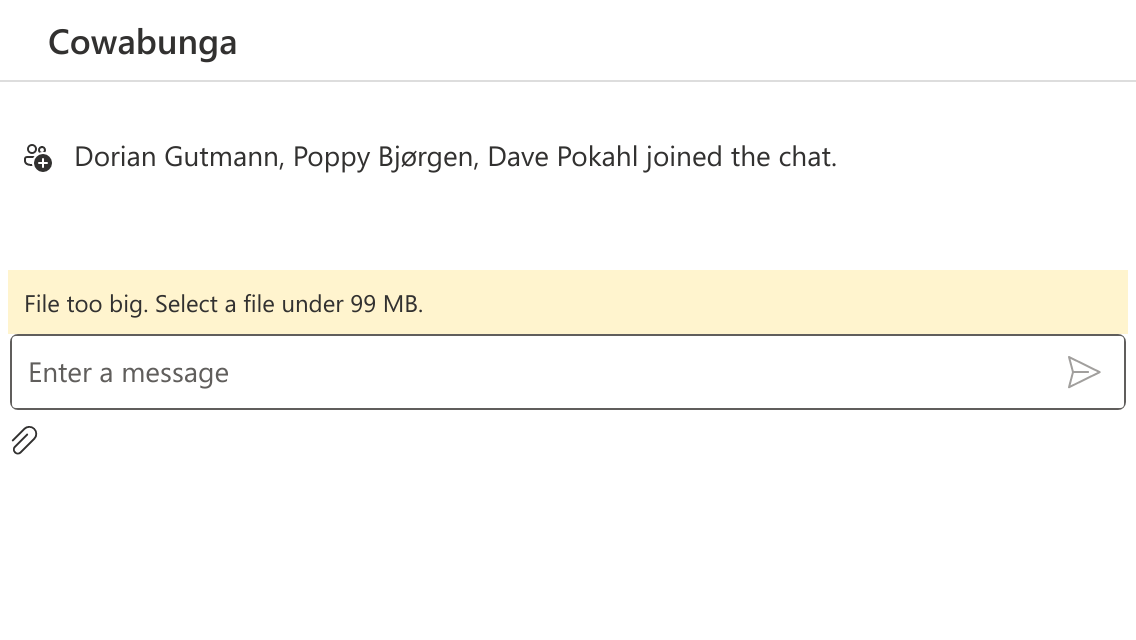 Cowabunga
Dorian Gutmann, Poppy Bjørgen, Dave Pokahl joined the chat.
File too big. Select a file under 99 MB.
Enter a message